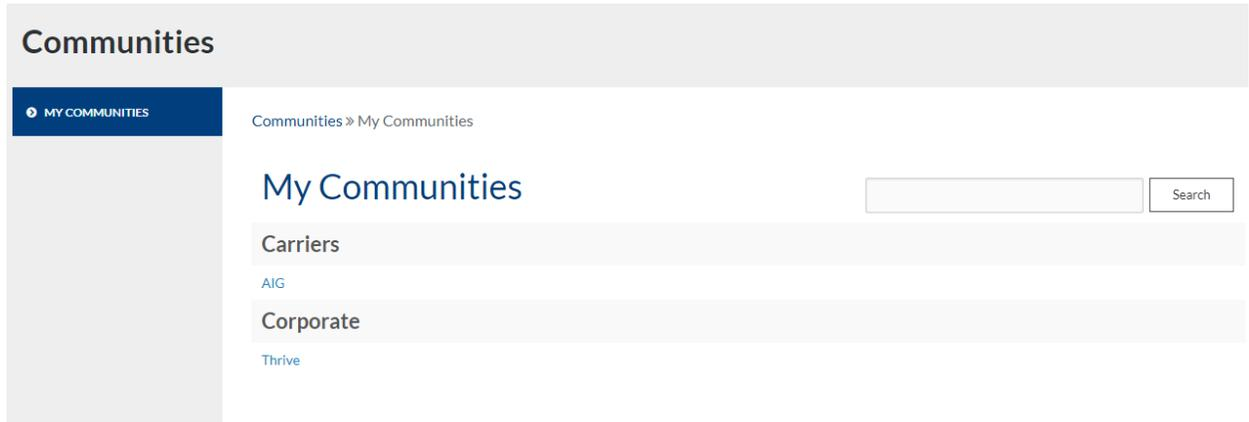 Communities
MY COMMUNITIES
Communities » My Communities
My Communities
Search
Carriers
AIG
Corporate
Thrive